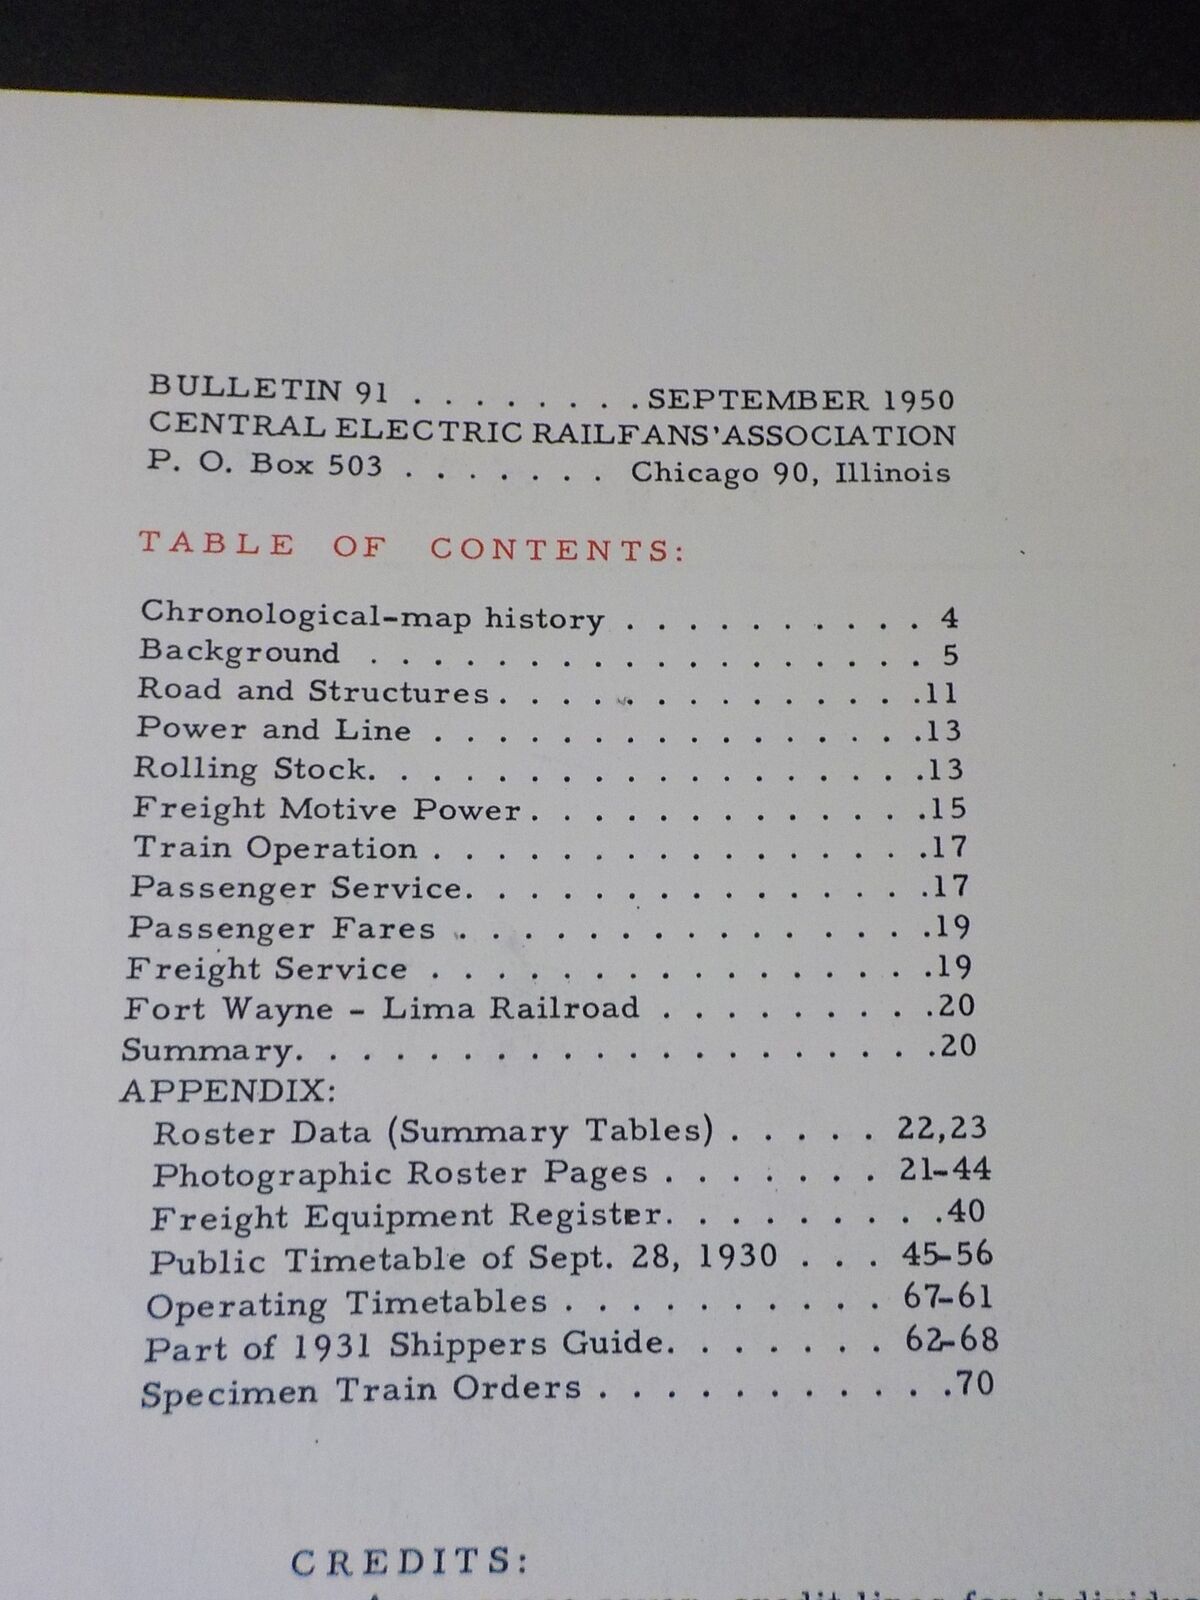 BULLETIN 91 . . . . . . . . SEPTEMBER 1950
CENTRAL ELECTRIC RAILFANS' ASSOCIATION
P. O. Box 503 . . . . . . . Chicago 90, Illinois
TABLE OF CONTENTS:
Chronological-map history . . . . . . . . . . 4
Background . . . . . . . . . . . . . . . . . . 5
Road and Structures . . . . . . . . . . . . . . 11
Power and Line . . . . . . . . . . . . . . . . 13
Rolling Stock . . . . . . . . . . . . . . . . . . 13
Freight Motive Power . . . . . . . . . . . . . 15
Train Operation . . . . . . . . . . . . . . . . 17
Passenger Service . . . . . . . . . . . . . . . 17
Passenger Fares . . . . . . . . . . . . . . . . 19
Freight Service . . . . . . . . . . . . . . . . 19
Fort Wayne - Lima Railroad . . . . . . . . . 20
Summary . . . . . . . . . . . . . . . . . . . . 20
APPENDIX:
Roster Data (Summary Tables) . . . . . 22,23
Photographic Roster Pages . . . . . . . 21-44
Freight Equipment Register . . . . . . . . . 40
Public Timetable of Sept. 28, 1930 . . . 45-56
Operating Timetables . . . . . . . . . . 67-61
Part of 1931 Shippers Guide . . . . . . . 62-68
Specimen Train Orders . . . . . . . . . . . . 70
CREDITS:
credit lines for